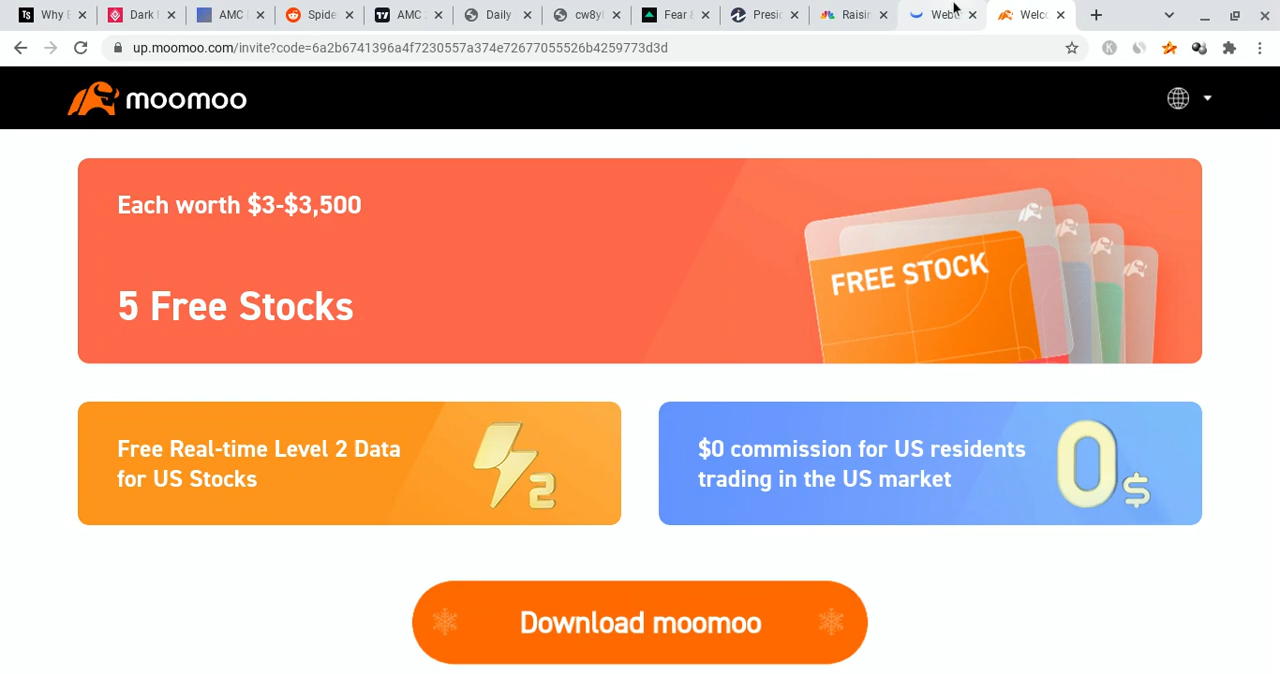 Why E
Dark
AMC
Spide
AMC
Daily
cw8y
Fear &
Presid
Raisin
Web
Welc
up.moomoo.com/invite?code=6a2b6741396a4f7230557a374e72677055526b4259773d3d
moomoo
Each worth $3-$3,500
5 Free Stocks
FREE STOCK
Free Real-time Level 2 Data
for US Stocks
2
$0 commission for US residents
trading in the US market
0$
Download moomoo